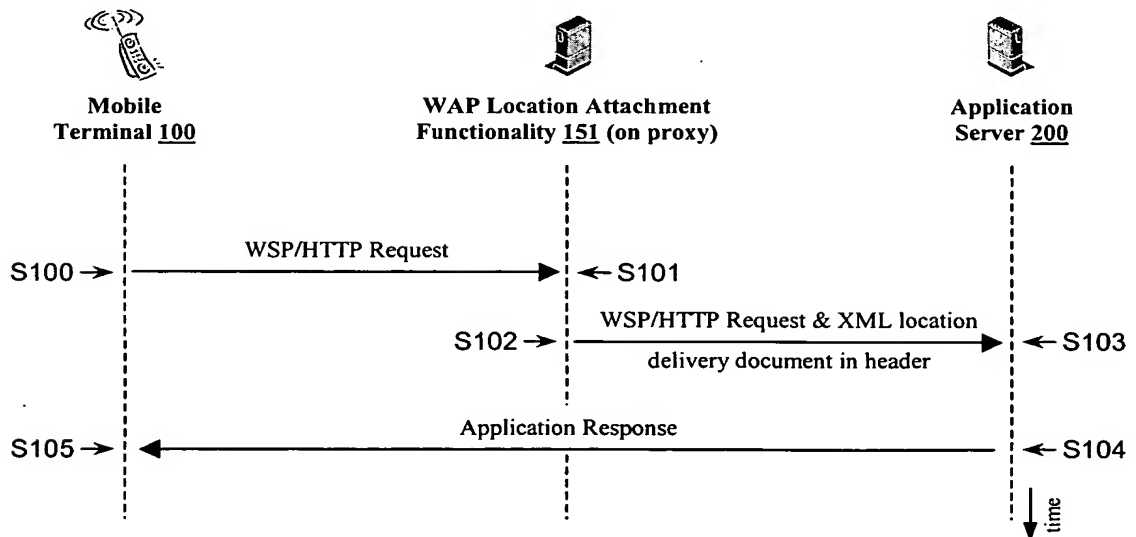 Mobile
Terminal 100
WAP Location Attachment
Functionality 151 (on proxy)
Application
Server 200
WSP/HTTP Request
S100
S101
WSP/HTTP Request & XML location
S102
S103
delivery document in header
Application Response
S105
S104
time